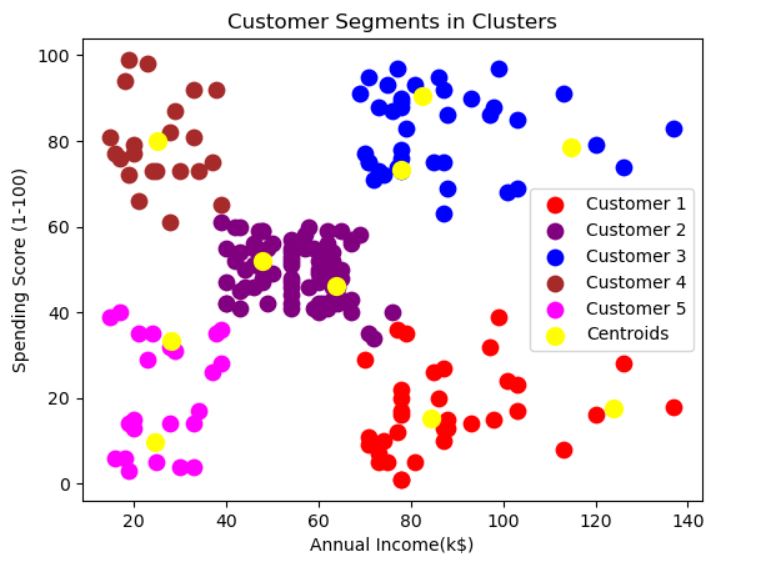 Customer Segments in Clusters
100
80
60
40
20
0
Spending Score (1-100)
Customer 1
Customer 2
Customer 3
Customer 4
Customer 5
Centroids
20 40 60 80 100 120 140
Annual Income(k$)